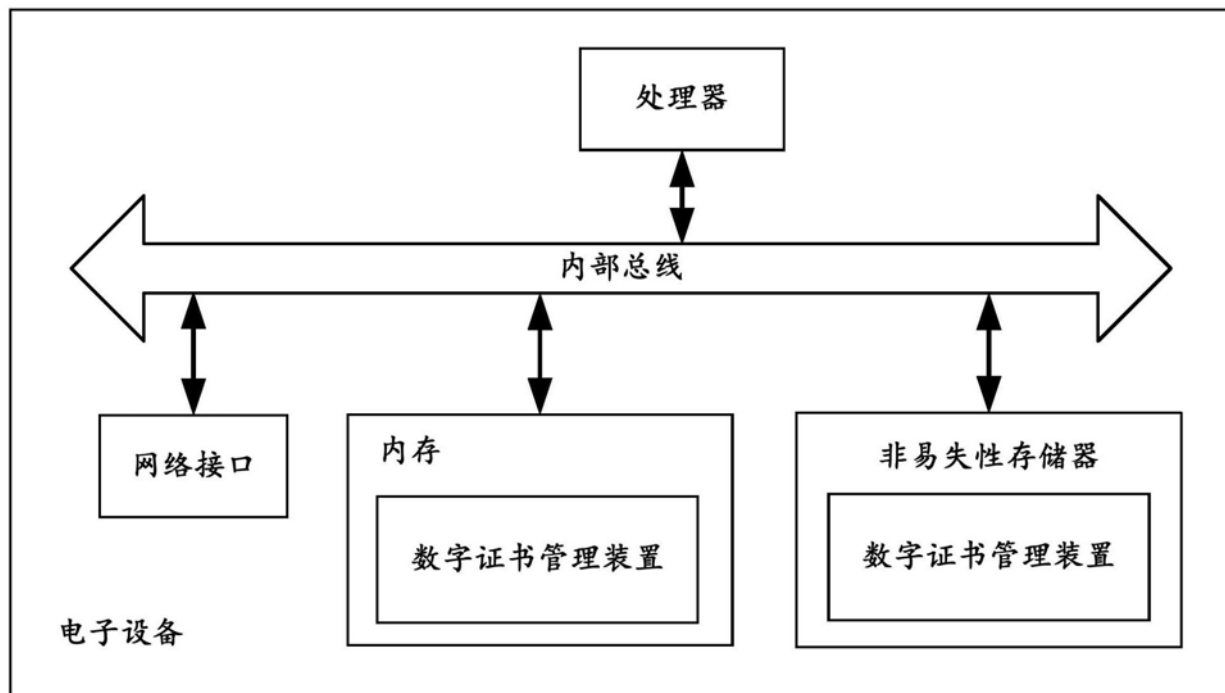 处理器
内部总线
网络接口
内存
数字证书管理装置
非易失性存储器
数字证书管理装置
电子设备